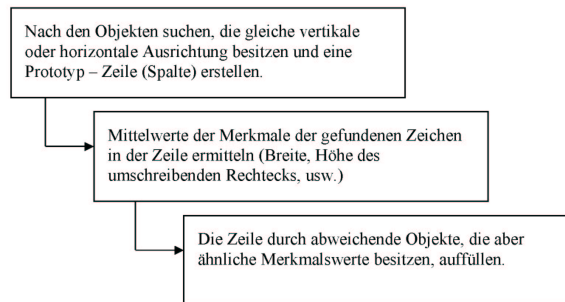 Nach den Objekten suchen, die gleiche vertikale
oder horizontale Ausrichtung besitzen und eine
Prototyp – Zeile (Spalte) erstellen.
Mittelwerte der Merkmale der gefundenen Zeichen
in der Zeile ermitteln (Breite, Höhe des
umschreibenden Rechtecks, usw.)
Die Zeile durch abweichende Objekte, die aber
ähnliche Merkmalswerte besitzen, auffüllen.